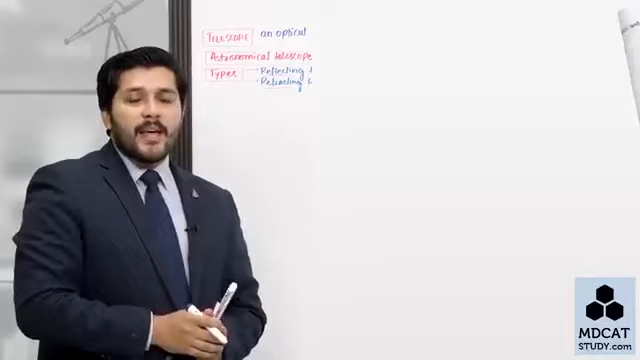 TELESCOPE an optical
Astronomical telescope
Types Reflecting
Refracting
MDCAT
STUDY.com